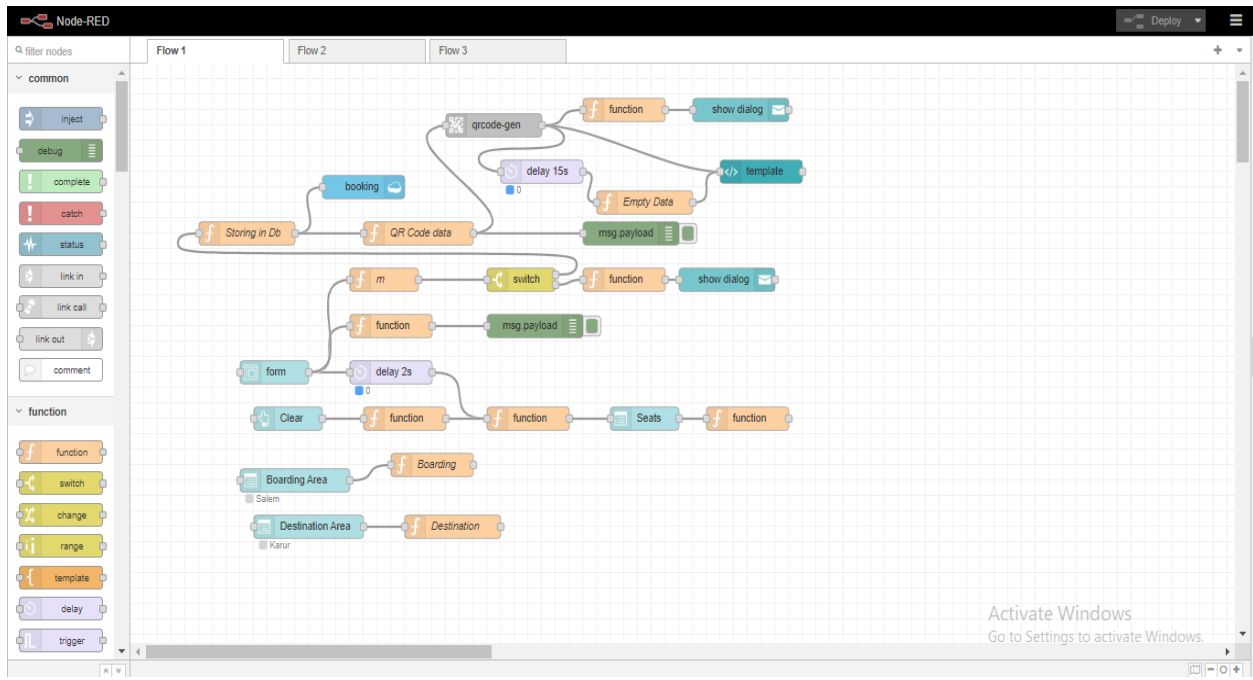 Node-RED
Deploy
filter nodes
Flow 1
Flow 2
Flow 3
common
inject
debug
complete
catch
status
link in
link call
link out
comment
function
function
switch
change
range
template
delay
trigger
function
show dialog
qrcode-gen
delay 15s
0
template
booking
Empty Data
Storing in Db
QR Code data
msg.payload
m
switch
function
show dialog
function
msg.payload
form
delay 2s
0
Clear
function
function
Seats
function
Boarding
Boarding Area
Salem
Destination Area
Destination
Karur
Activate Windows
Go to Settings to activate Windows.